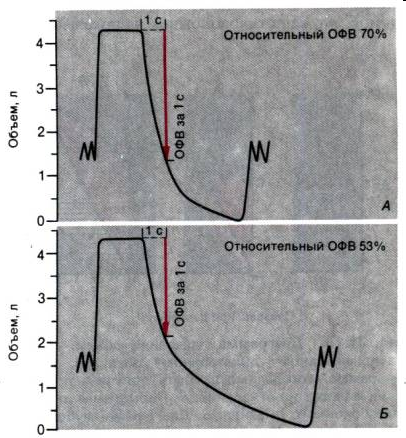 1 с
Относительный ОФВ 70%
Объем, л
4
3
2
1
0
ОФВ за 1 с
А
1 с
Относительный ОФВ 53%
Объем, л
4
3
2
1
0
ОФВ за 1 с
Б